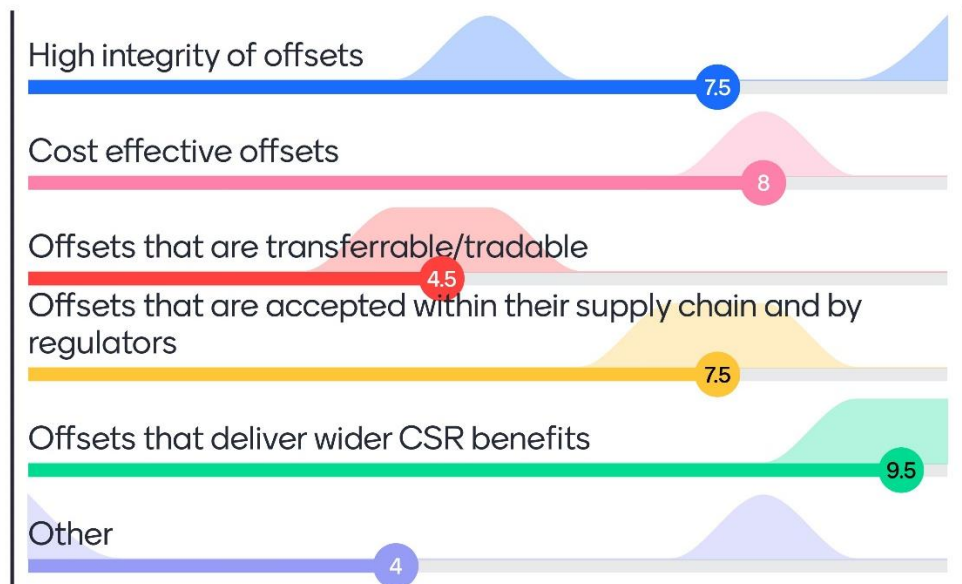 High integrity of offsets
7.5
Cost effective offsets
8
Offsets that are transferrable/tradable
4.5
Offsets that are accepted within their supply chain and by
regulators
7.5
Offsets that deliver wider CSR benefits
9.5
Other
4